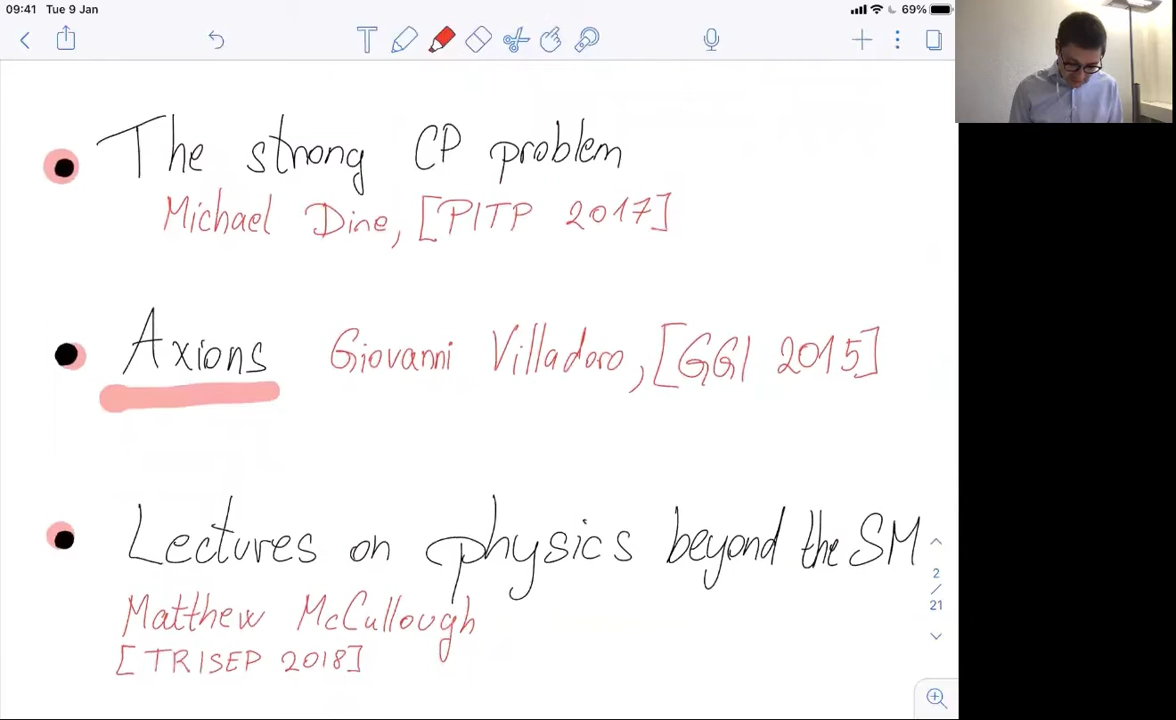 09:41 Tue 9 Jan
69%
The strong CP problem
Michael Dine, [PITP 2017]
Axions Giovanni Villadoro, [GGI 2015]
Lectures on physics beyond the SM
Matthew McCullough
[TRISEP 2018]
2
/
21